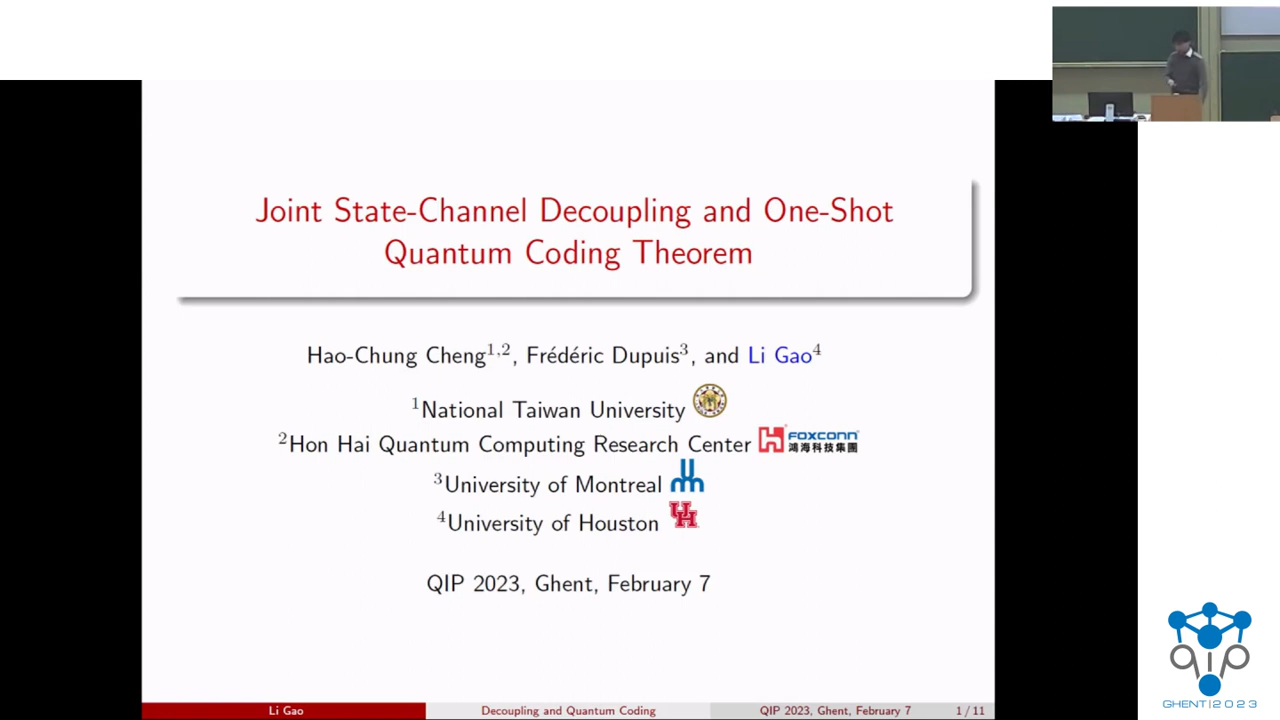 Joint State-Channel Decoupling and One-Shot
Quantum Coding Theorem
Hao-Chung Cheng1,2, Frédéric Dupuis3, and Li Gao4
1National Taiwan University
2Hon Hai Quantum Computing Research Center
FOXCONN
鴻海科技集團
3University of Montreal
4University of Houston
QIP 2023, Ghent, February 7
Li Gao
Decoupling and Quantum Coding
QIP 2023, Ghent, February 7
1 / 11
qip
GHENT|2023